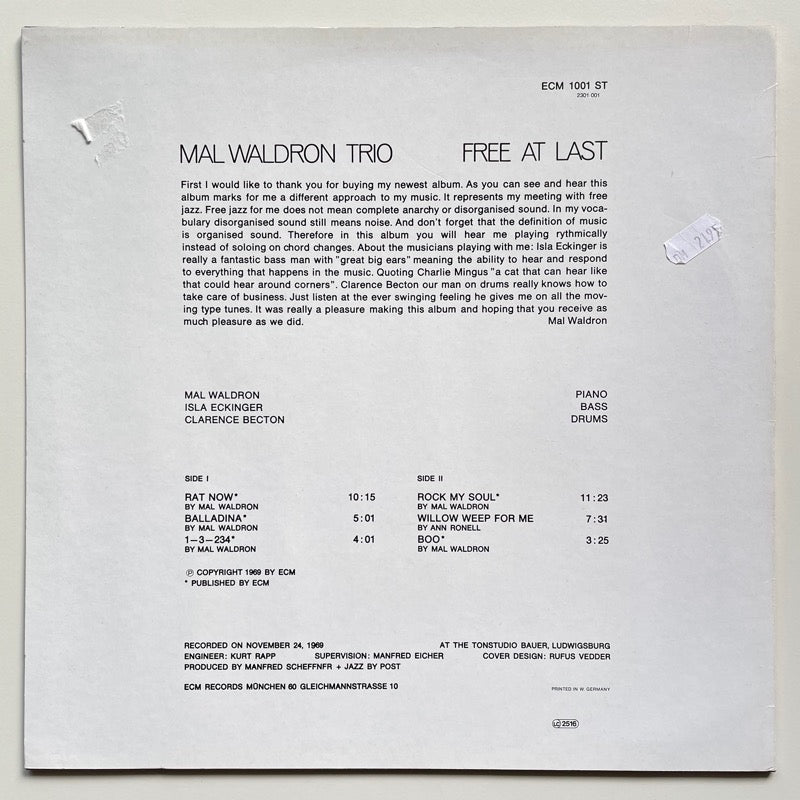 ECM 1001 ST
2301 001
MAL WALDRON TRIO FREE AT LAST
First I would like to thank you for buying my newest album. As you can see and hear this
album marks for me a different approach to my music. It represents my meeting with free
jazz. Free jazz for me does not mean complete anarchy or disorganised sound. In my voca-
bulary disorganised sound still means noise. And don't forget that the definition of music
is organised sound. Therefore in this album you will hear me playing rythmically
instead of soloing on chord changes. About the musicians playing with me: Isla Eckinger is
really a fantastic bass man with "great big ears" meaning the ability to hear and respond
to everything that happens in the music. Quoting Charlie Mingus "a cat that can hear like
that could hear around corners". Clarence Becton our man on drums really knows how to
take care of business. Just listen at the ever swinging feeling he gives me on all the mov-
ing type tunes. It was really a pleasure making this album and hoping that you receive as
much pleasure as we did. Mal Waldron
MAL WALDRON PIANO
ISLA ECKINGER BASS
CLARENCE BECTON DRUMS
SIDE I
RAT NOW* 10:15
BY MAL WALDRON
BALLADINA* 5:01
BY MAL WALDRON
1–3–234* 4:01
BY MAL WALDRON
SIDE II
ROCK MY SOUL* 11:23
BY MAL WALDRON
WILLOW WEEP FOR ME 7:31
BY ANN RONELL
BOO* 3:25
BY MAL WALDRON
Ⓟ COPYRIGHT 1969 BY ECM
* PUBLISHED BY ECM
RECORDED ON NOVEMBER 24, 1969 AT THE TONSTUDIO BAUER, LUDWIGSBURG
ENGINEER: KURT RAPP SUPERVISION: MANFRED EICHER COVER DESIGN: RUFUS VEDDER
PRODUCED BY MANFRED SCHEFFNFR + JAZZ BY POST
ECM RECORDS MÜNCHEN 60 GLEICHMANNSTRASSE 10 PRINTED IN W. GERMANY
LC 2516